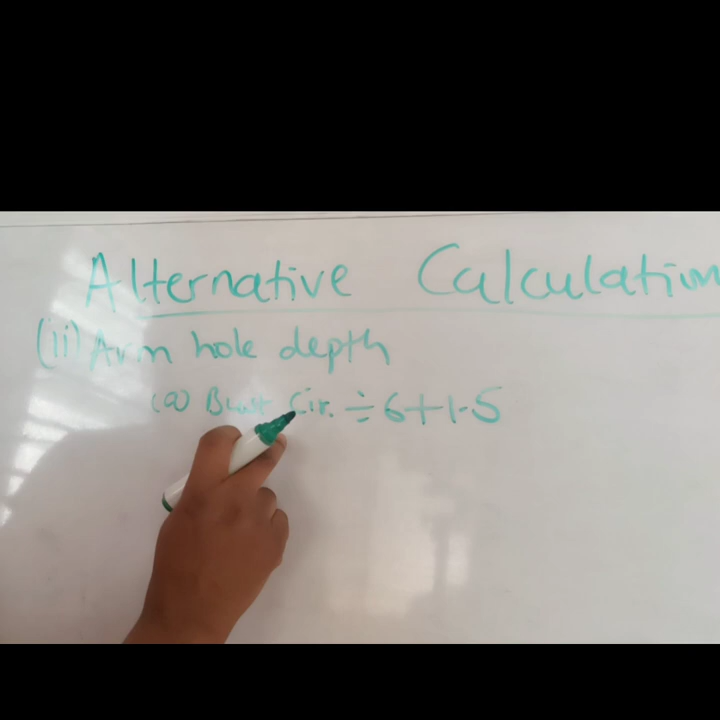 Alternative Calculation
(ii) Arm hole depth
(a) Bust Cir. ÷ 6 + 1.5